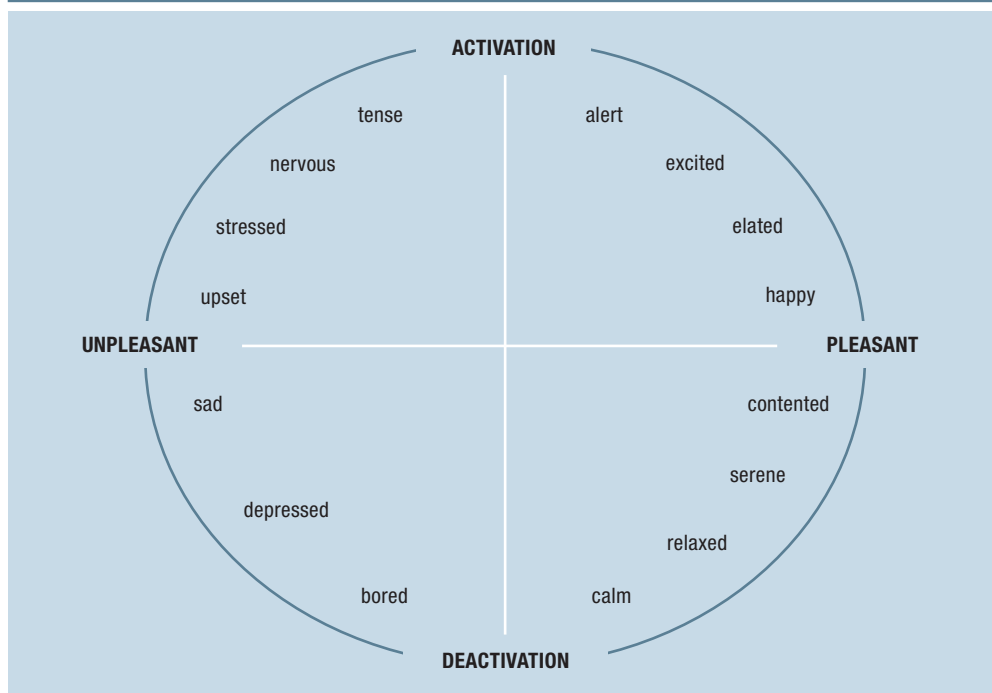 ACTIVATION
tense alert
nervous excited
stressed elated
upset happy
UNPLEASANT PLEASANT
sad contented
serene
depressed
relaxed
bored calm
DEACTIVATION